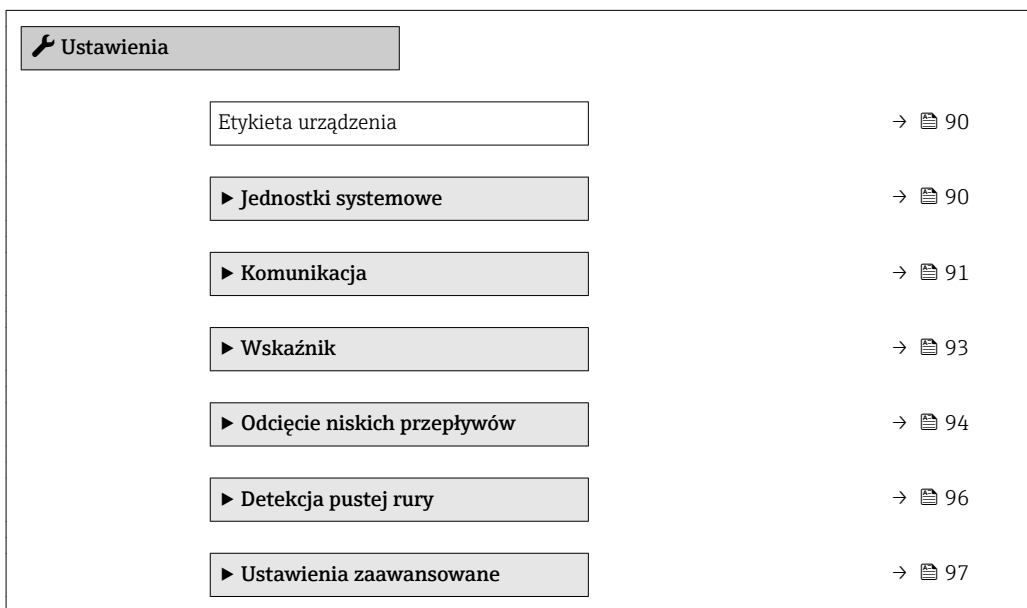 Ustawienia
Etykieta urządzenia → 90
▶ Jednostki systemowe → 90
▶ Komunikacja → 91
▶ Wskaźnik → 93
▶ Odcięcie niskich przepływów → 94
▶ Detekcja pustej rury → 96
▶ Ustawienia zaawansowane → 97